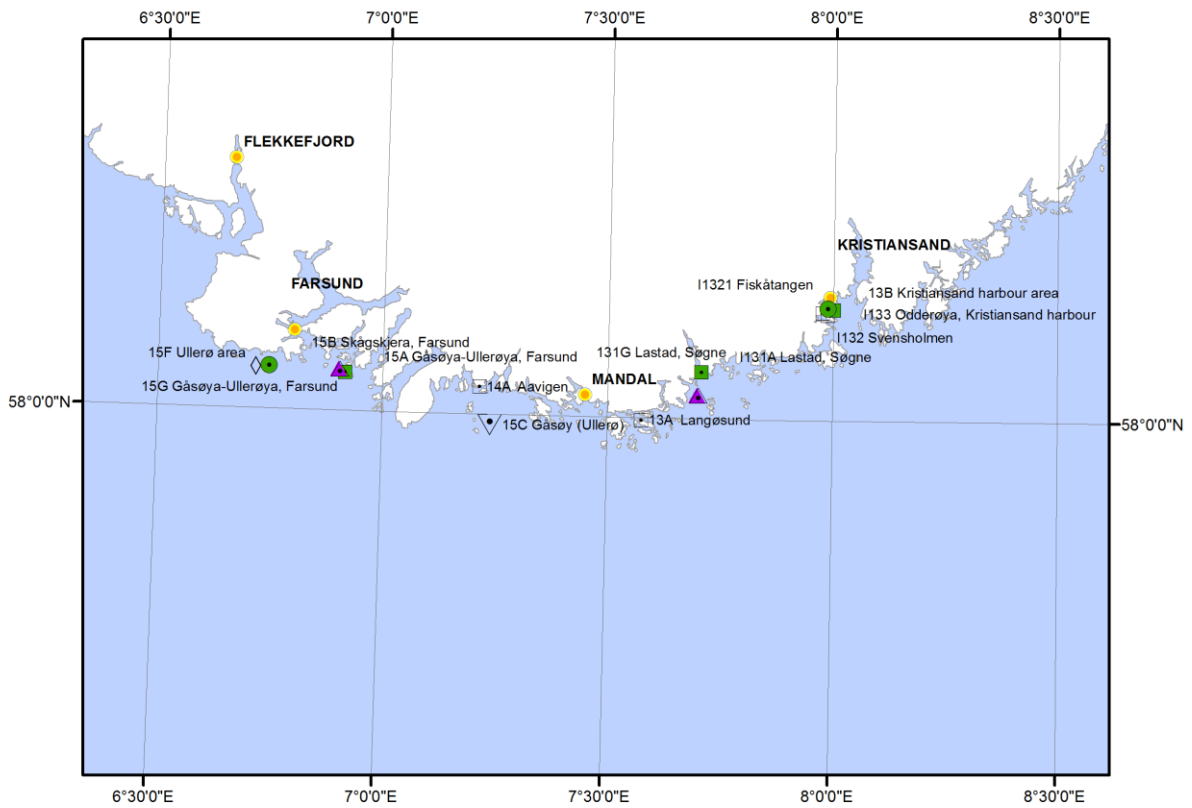 6°30'0"E
7°0'0"E
7°30'0"E
8°0'0"E
8°30'0"E
FLEKKEFJORD
KRISTIANSAND
FARSUND
I1321 Fiskåtangen
13B Kristiansand harbour area
I133 Odderøya, Kristiansand harbour
I132 Svensholmen
15B Skågskjera, Farsund
15F Ullerø area
15A Gåsøya-Ullerøya, Farsund
131G Lastad, Søgne
I131A Lastad, Søgne
15G Gåsøya-Ullerøya, Farsund
14A Aavigen
MANDAL
58°0'0"N
15C Gåsøy (Ullerø)
13A Langøsund
58°0'0"N
6°30'0"E
7°0'0"E
7°30'0"E
8°0'0"E
8°30'0"E